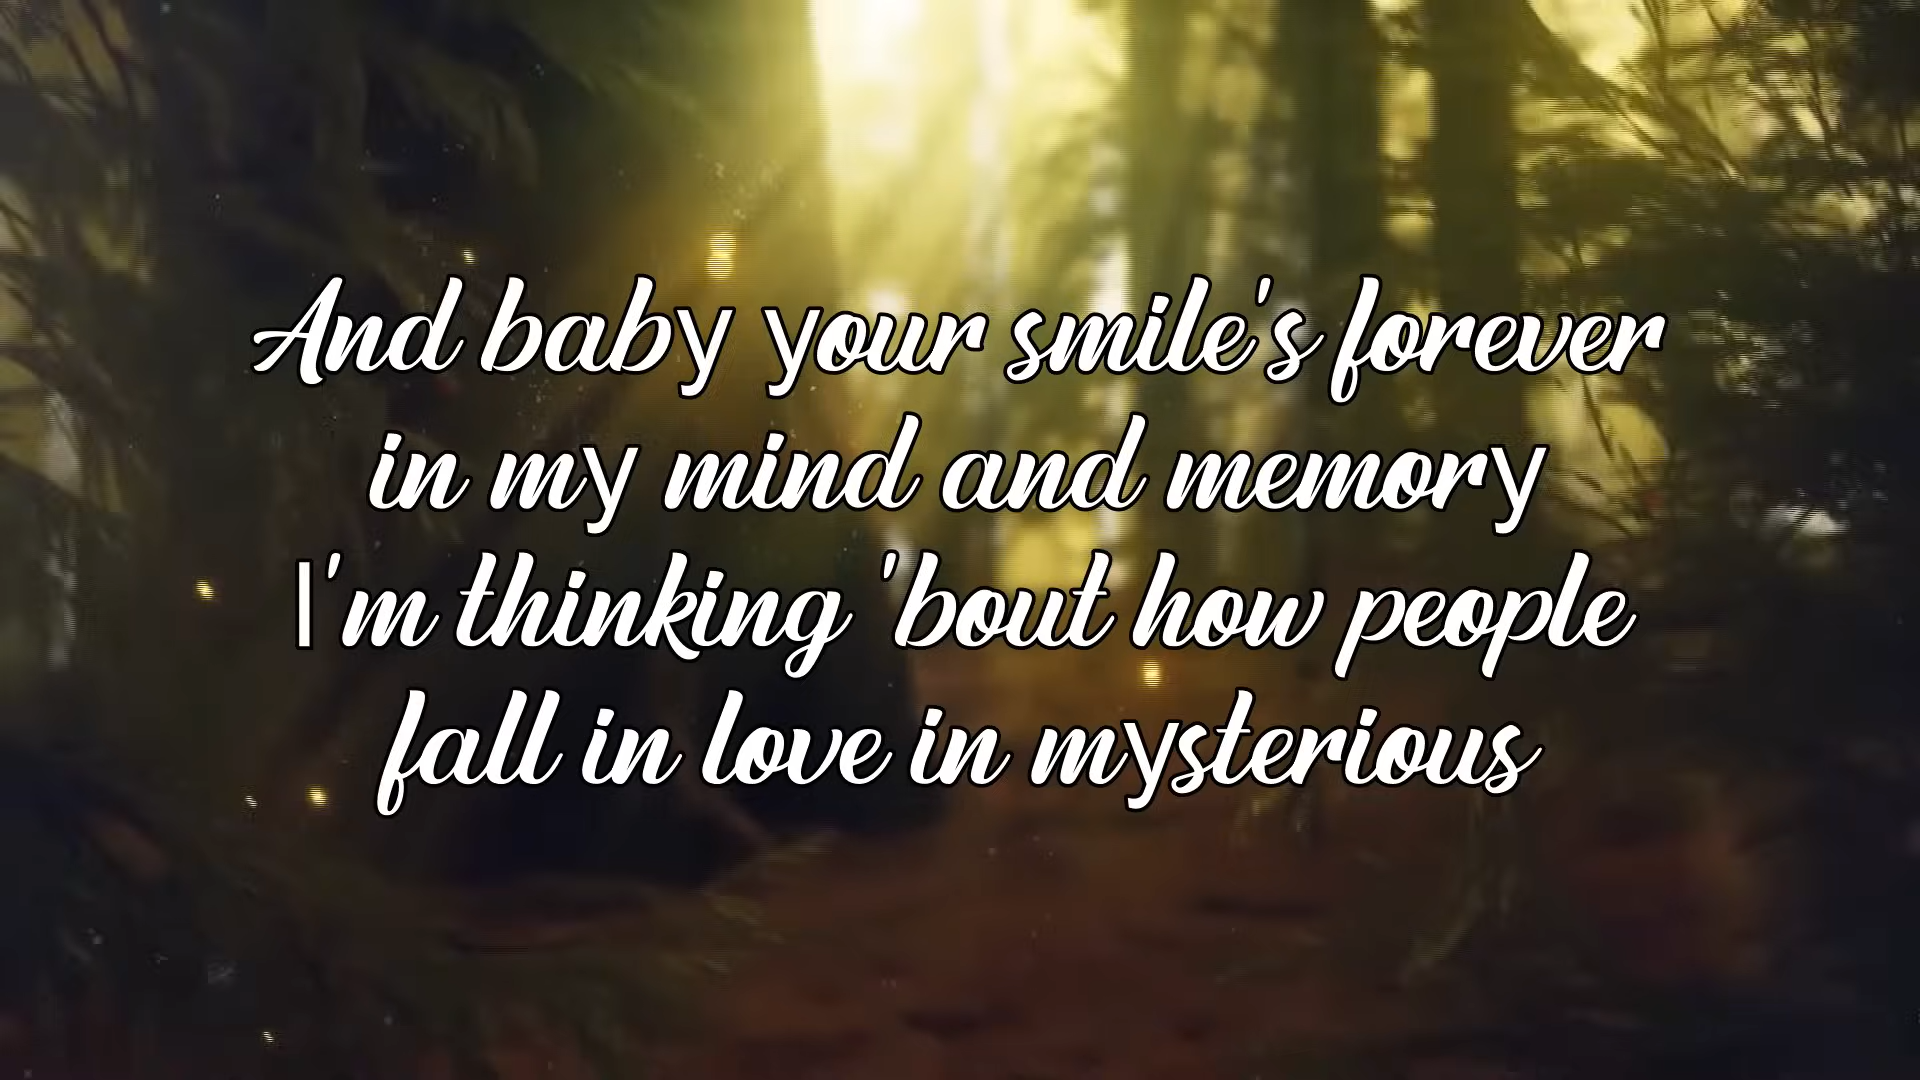 And baby your smile's forever
in my mind and memory
I'm thinking 'bout how people
fall in love in mysterious